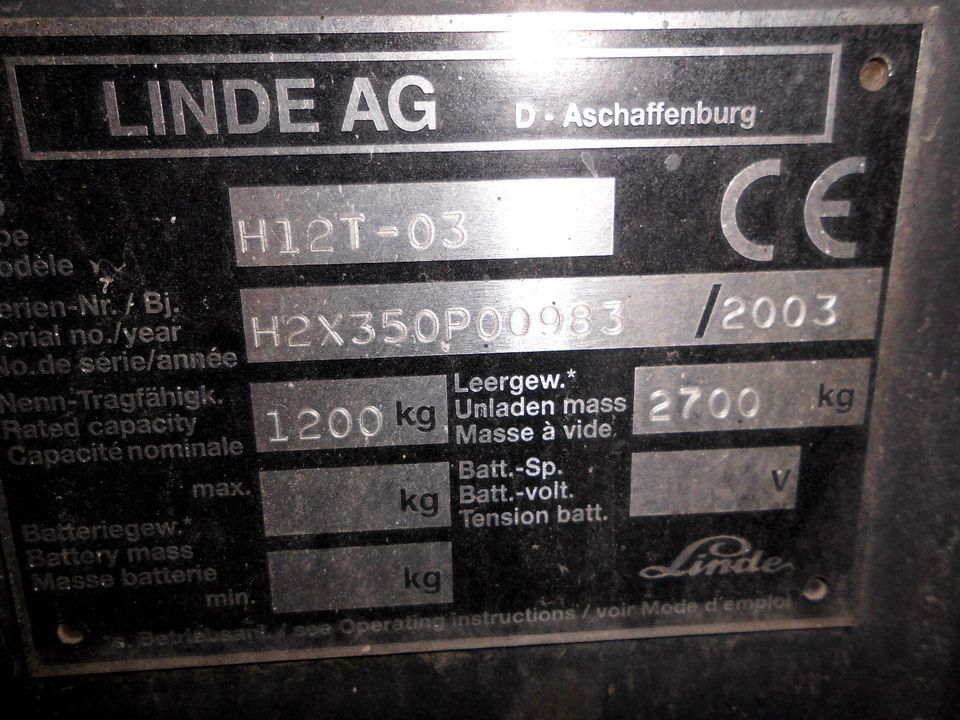 LINDE AG D - Aschaffenburg
CE
H12T-03
odèle
erien-Nr. / Bj.
erial no./year
No.de série/année
H2X350P00983 /2003
Nenn-Tragfähigk.
Rated capacity
Capacité nominale
1200 kg
Leergew.*
Unladen mass
Masse à vide
2700 kg
max.
kg
Batt.-Sp.
Batt.-volt.
Tension batt.
V
Batteriegew.*
Battery mass
Masse batterie
min.
kg
Linde
*s. Betriebsanl. / see Operating instructions / voir Mode d'emploi